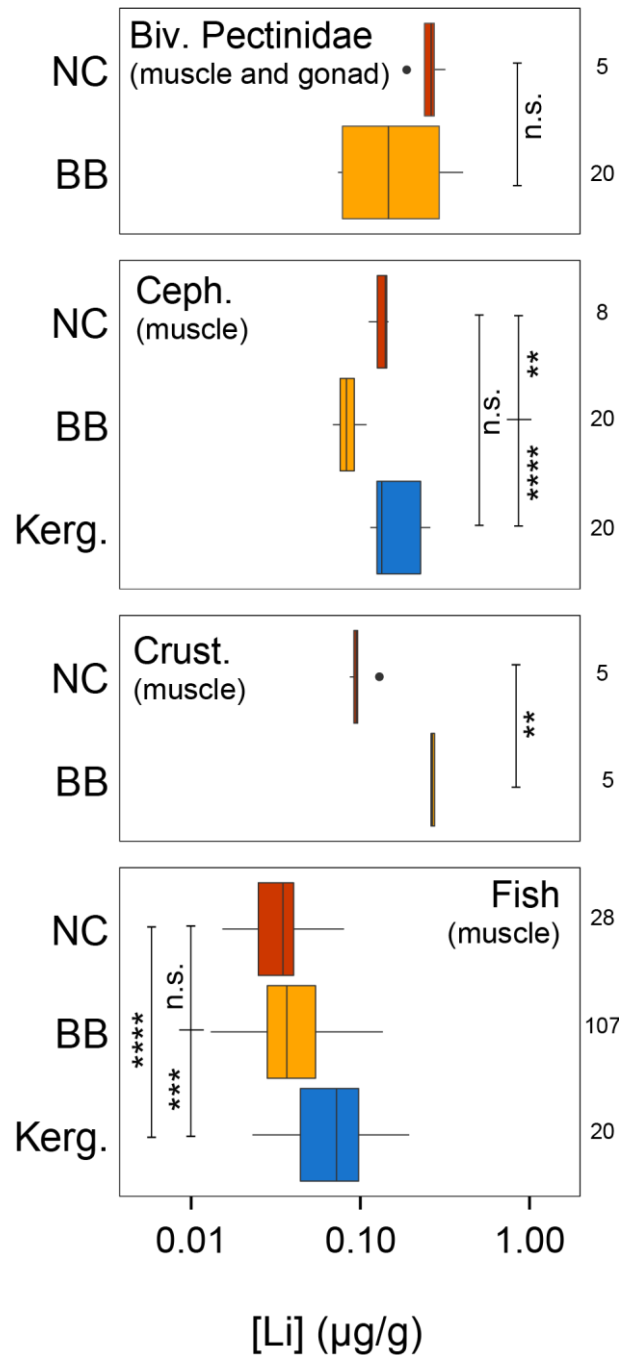 Biv. Pectinidae
(muscle and gonad)
NC
5
n.s.
BB
20
Ceph.
(muscle)
NC
8
**
n.s.
BB
20
****
Kerg.
20
Crust.
(muscle)
NC
5
**
BB
5
Fish
(muscle)
NC
28
n.s.
****
BB
107
***
Kerg.
20
0.01 0.10 1.00
[Li] (µg/g)